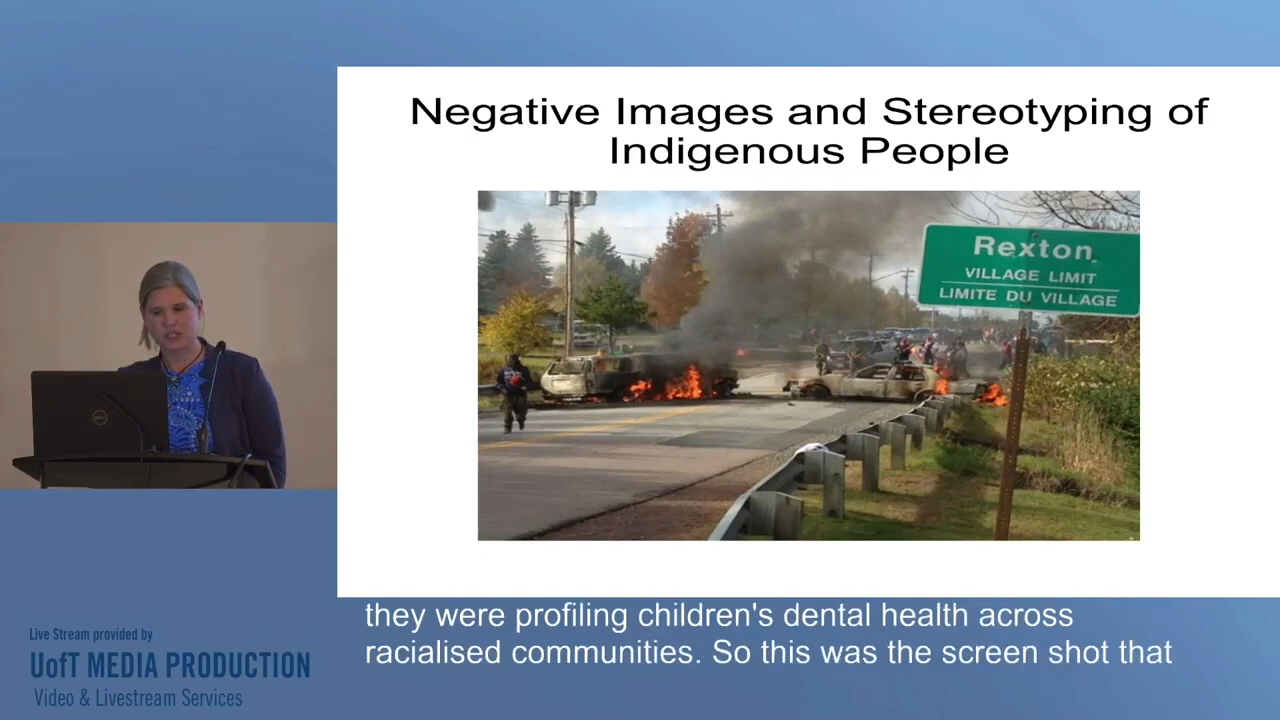 Negative Images and Stereotyping of
Indigenous People
Rexton
VILLAGE LIMIT
LIMITE DU VILLAGE
they were profiling children's dental health across
racialised communities. So this was the screen shot that
Live Stream provided by
UofT MEDIA PRODUCTION
Video & Livestream Services